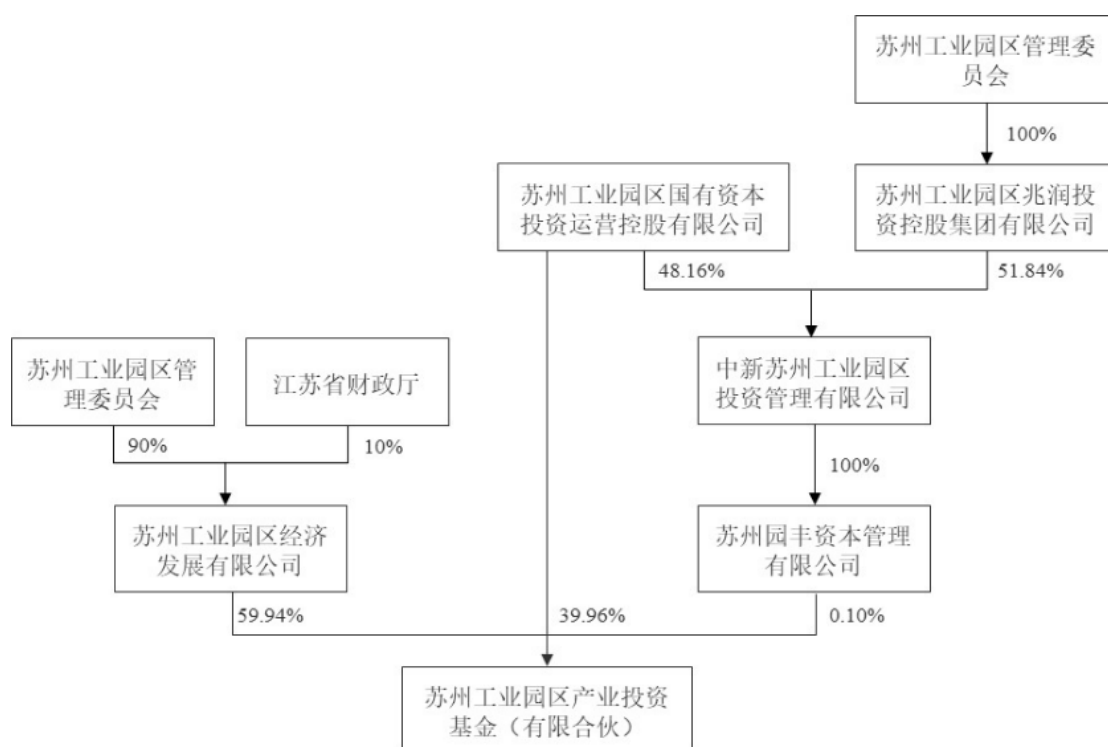 苏州工业园区管理委
员会
100%
苏州工业园区国有资本
投资运营控股有限公司
苏州工业园区兆润投
资控股集团有限公司
48.16%
51.84%
苏州工业园区管
理委员会
江苏省财政厅
中新苏州工业园区
投资管理有限公司
90%
10%
100%
苏州工业园区经济
发展有限公司
苏州园丰资本管理
有限公司
59.94%
39.96%
0.10%
苏州工业园区产业投资
基金（有限合伙）